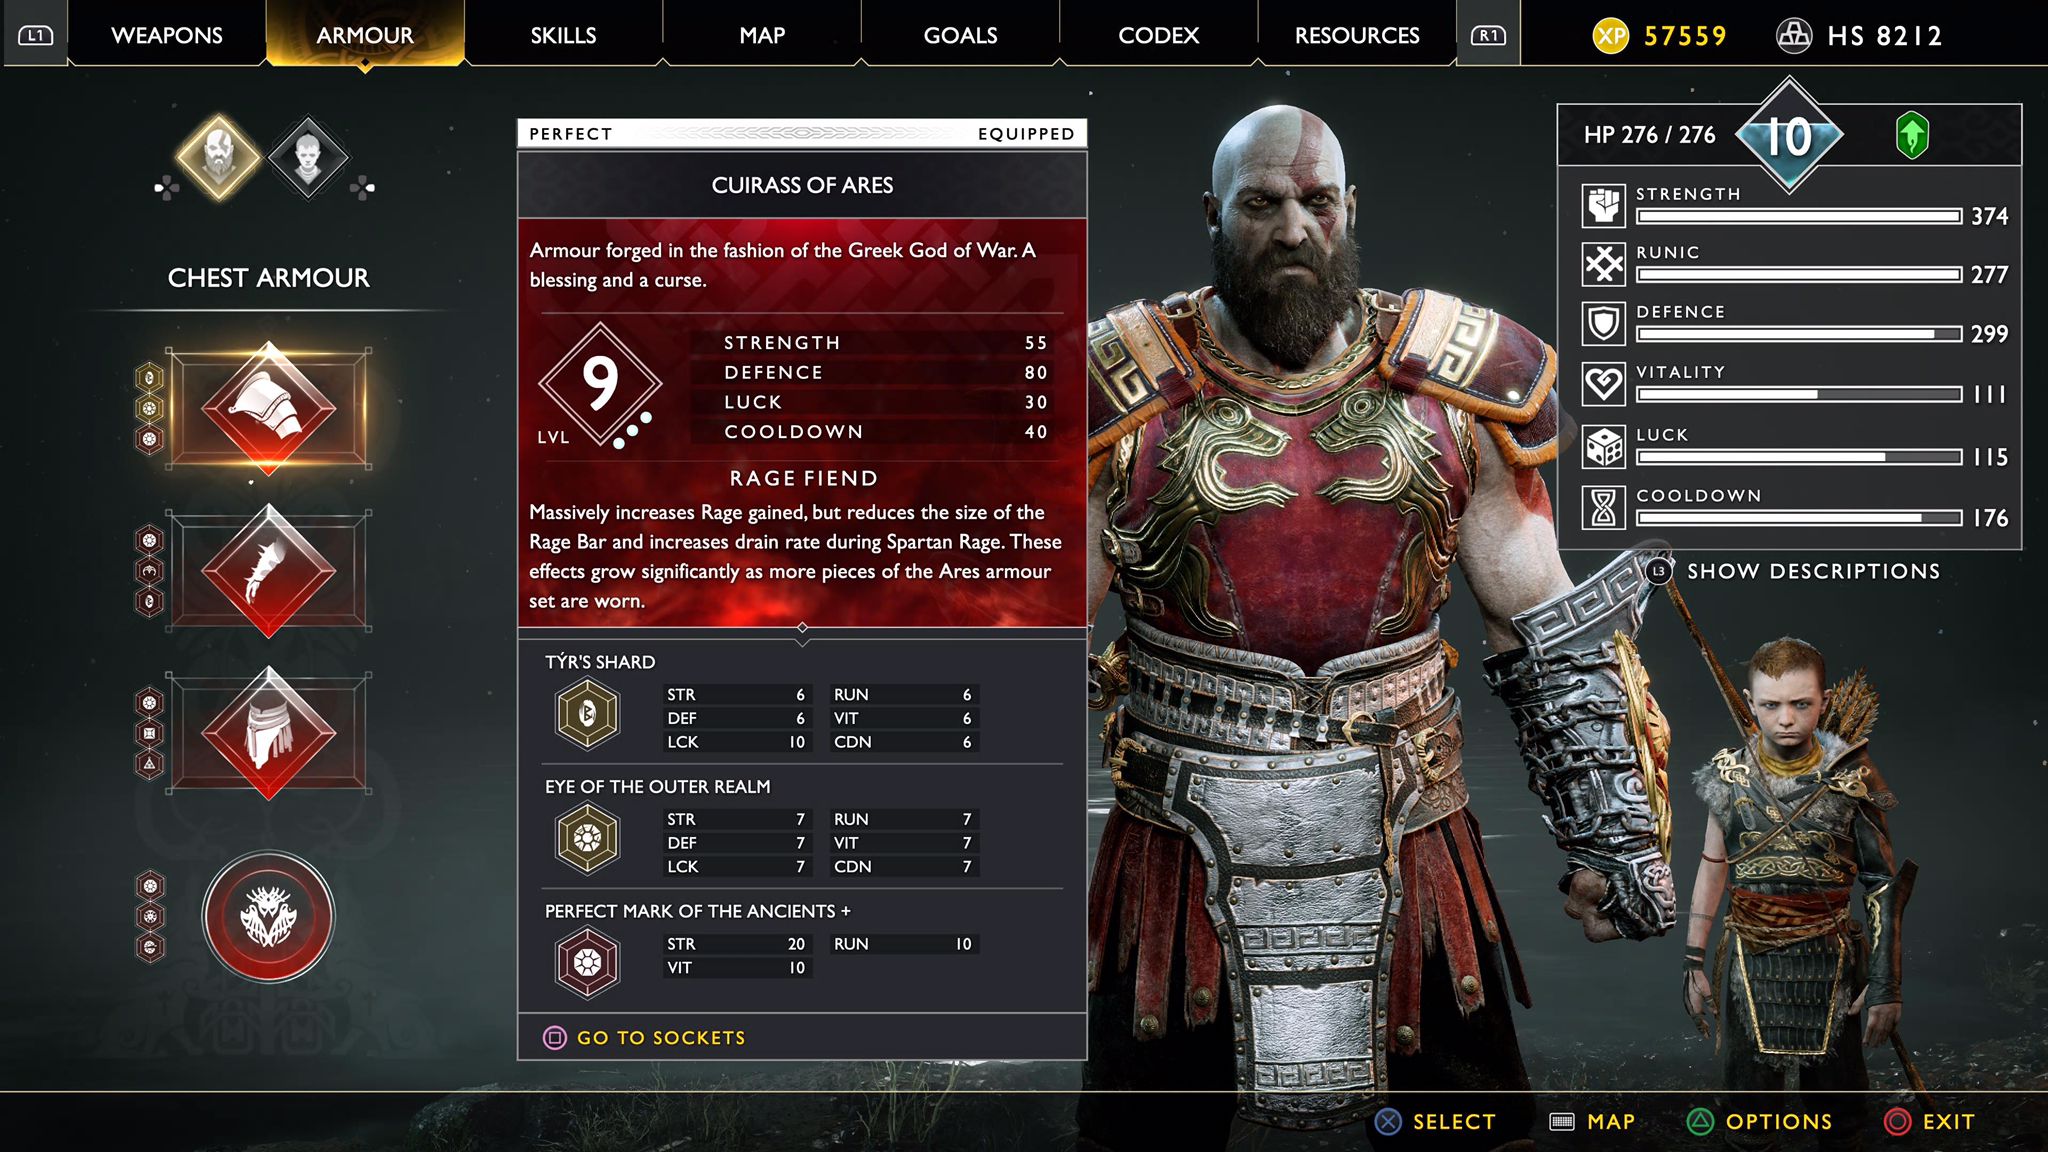 L1 WEAPONS ARMOUR SKILLS MAP GOALS CODEX RESOURCES R1 XP 57559 HS 8212
CHEST ARMOUR
PERFECT EQUIPPED
CUIRASS OF ARES
Armour forged in the fashion of the Greek God of War. A
blessing and a curse.
9
LVL
STRENGTH 55
DEFENCE 80
LUCK 30
COOLDOWN 40
RAGE FIEND
Massively increases Rage gained, but reduces the size of the
Rage Bar and increases drain rate during Spartan Rage. These
effects grow significantly as more pieces of the Ares armour
set are worn.
TÝR'S SHARD
STR 6 RUN 6
DEF 6 VIT 6
LCK 10 CDN 6
EYE OF THE OUTER REALM
STR 7 RUN 7
DEF 7 VIT 7
LCK 7 CDN 7
PERFECT MARK OF THE ANCIENTS +
STR 20 RUN 10
VIT 10
GO TO SOCKETS
HP 276 / 276 10
STRENGTH
374
RUNIC
277
DEFENCE
299
VITALITY
111
LUCK
115
COOLDOWN
176
L3 SHOW DESCRIPTIONS
SELECT MAP OPTIONS EXIT